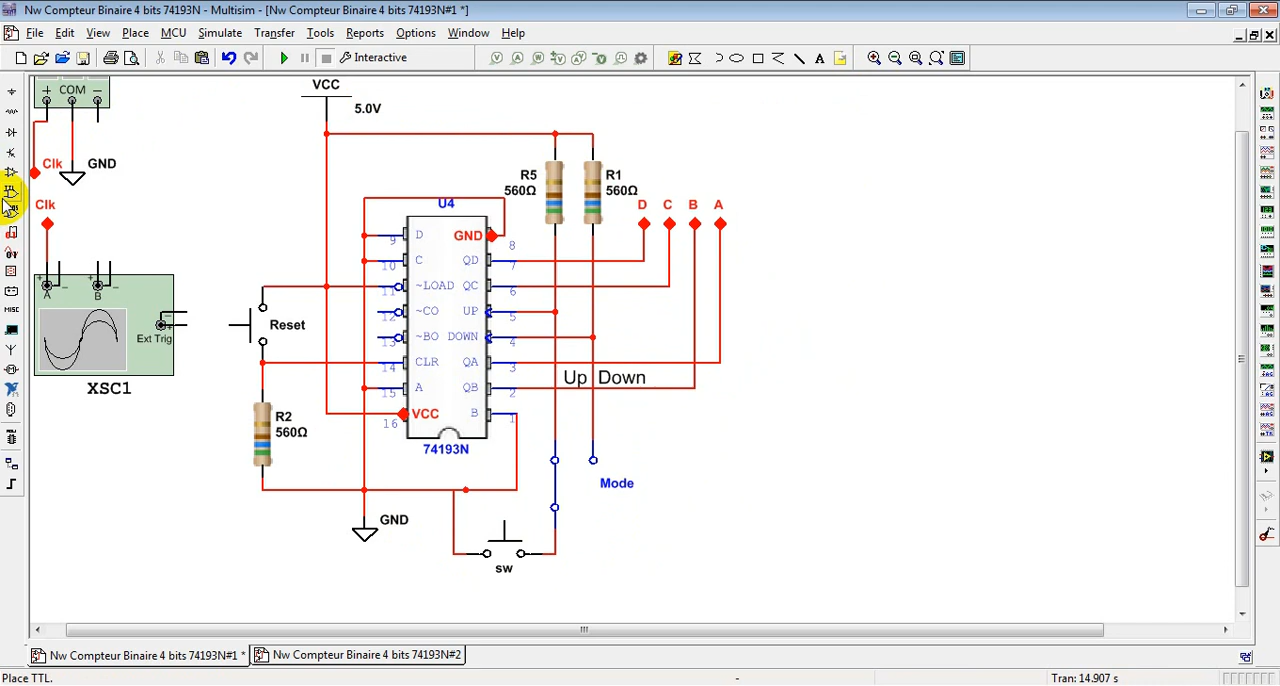 Nw Compteur Binaire 4 bits 74193N - Multisim - [Nw Compteur Binaire 4 bits 74193N#1 *]
File Edit View Place MCU Simulate Transfer Tools Reports Options Window Help
Interactive
+ COM −
VCC
5.0V
Clk
GND
R5
560Ω
R1
560Ω
Clk
D C B A
U4
9 D GND 8
10 C QD 7
11 ~LOAD QC 6
12 ~CO UP 5
13 ~BO DOWN 4
14 CLR QA 3
15 A QB 2
16 VCC B 1
74193N
A B
Ext Trig
XSC1
Reset
Up Down
R2
560Ω
Mode
GND
sw
MISC
Nw Compteur Binaire 4 bits 74193N#1 *
Nw Compteur Binaire 4 bits 74193N#2
Place TTL.
-
Tran: 14.907 s